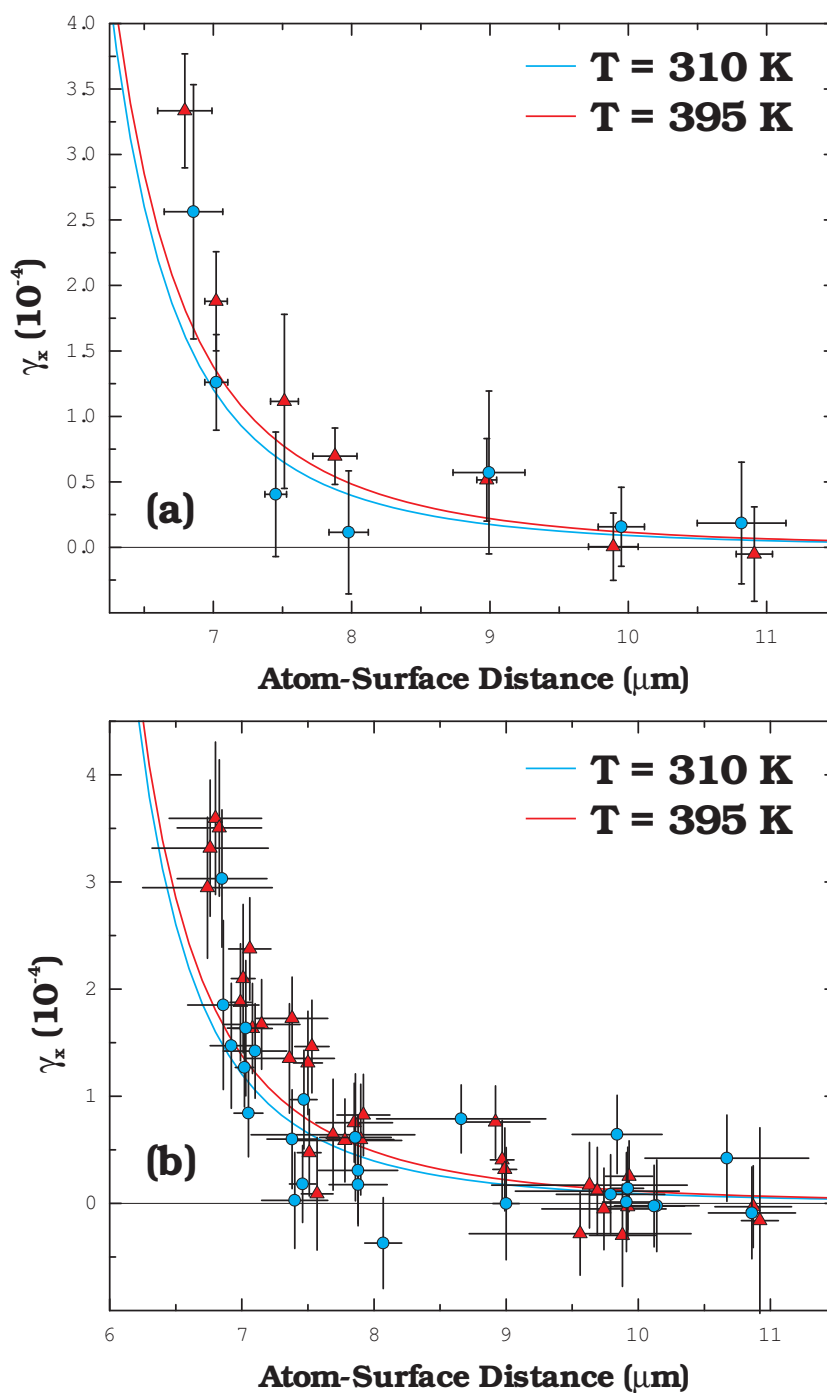 4.0
3.5
3.0
2.5
2.0
1.5
1.0
0.5
0.0
γx (10⁻⁴)
T = 310 K
T = 395 K
(a)
7 8 9 10 11
Atom-Surface Distance (μm)
4
3
2
1
0
γx (10⁻⁴)
T = 310 K
T = 395 K
(b)
6 7 8 9 10 11
Atom-Surface Distance (μm)